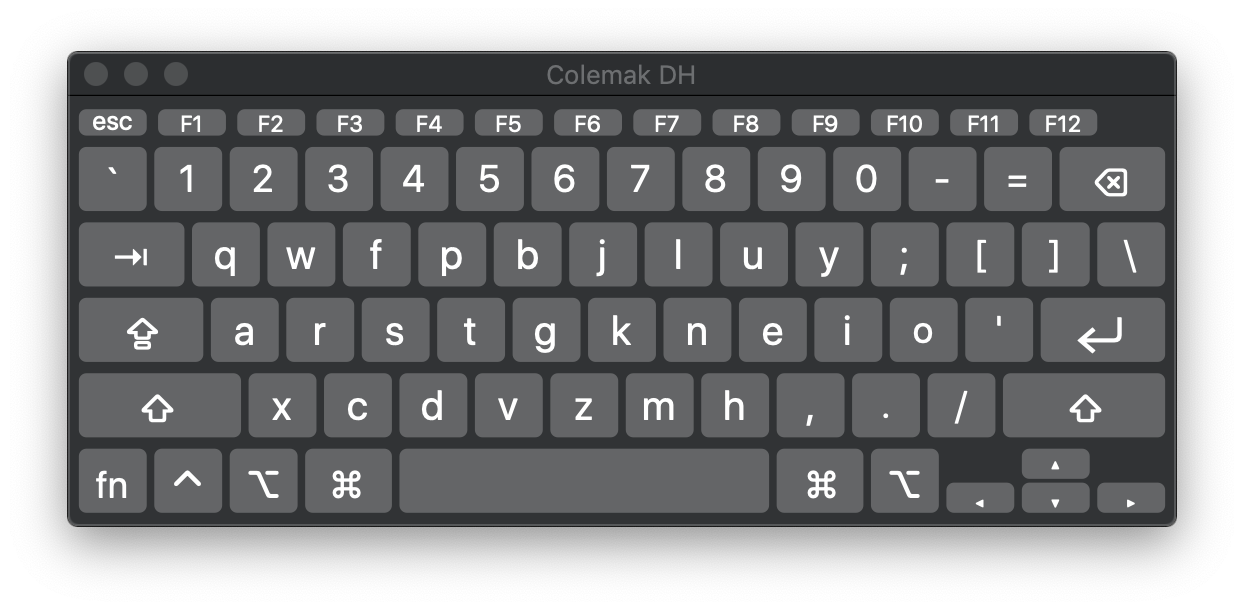 Colemak DH
esc F1 F2 F3 F4 F5 F6 F7 F8 F9 F10 F11 F12
` 1 2 3 4 5 6 7 8 9 0 - =
q w f p b j l u y ; [ ] \
a r s t g k n e i o '
x c d v z m h , . /
fn ^ ⌥ ⌘ ⌘ ⌥